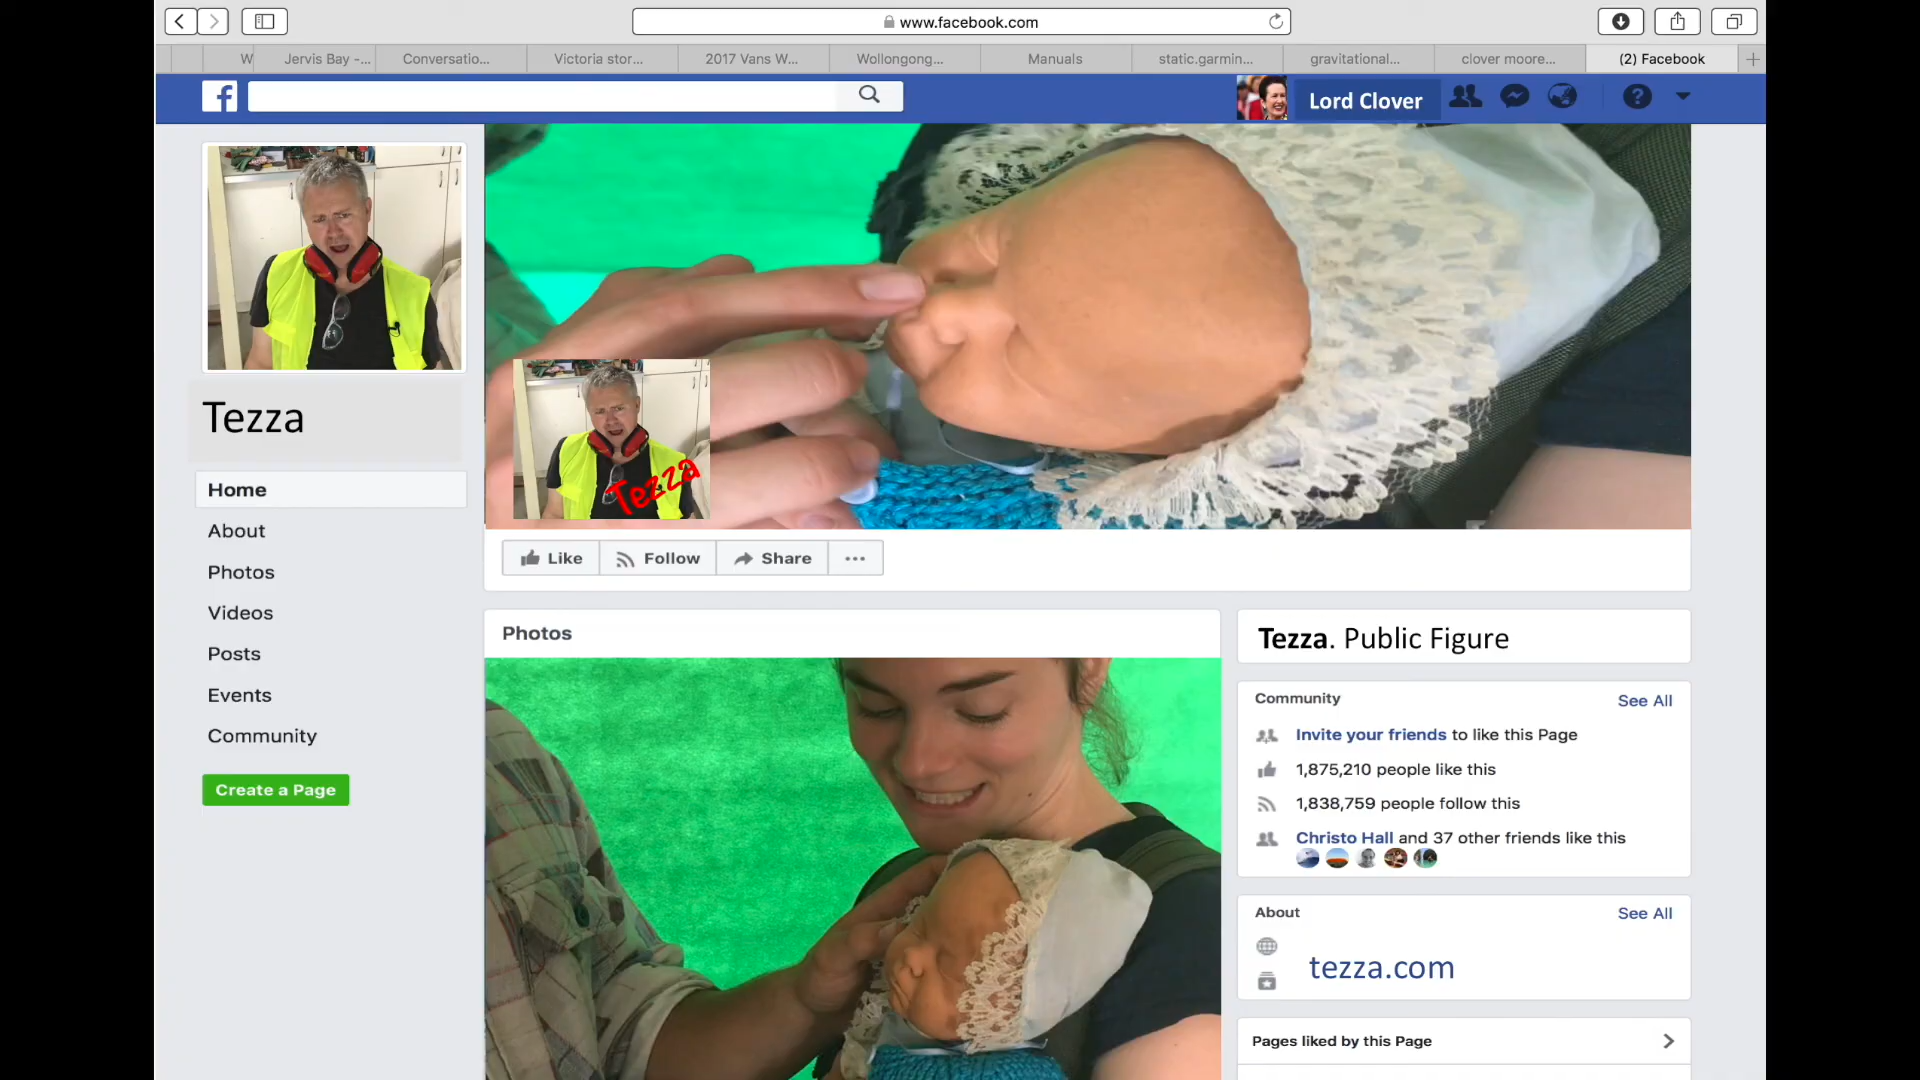 www.facebook.com
W
Jervis Bay -...
Conversatio...
Victoria stor...
2017 Vans W...
Wollongong...
Manuals
static.garmin...
gravitational...
clover moore...
(2) Facebook
Lord Clover
Tezza
Tezza
Home
About
Photos
Videos
Posts
Events
Community
Create a Page
Like
Follow
Share
Photos
Tezza. Public Figure
Community
See All
Invite your friends to like this Page
1,875,210 people like this
1,838,759 people follow this
Christo Hall and 37 other friends like this
About
See All
tezza.com
Pages liked by this Page